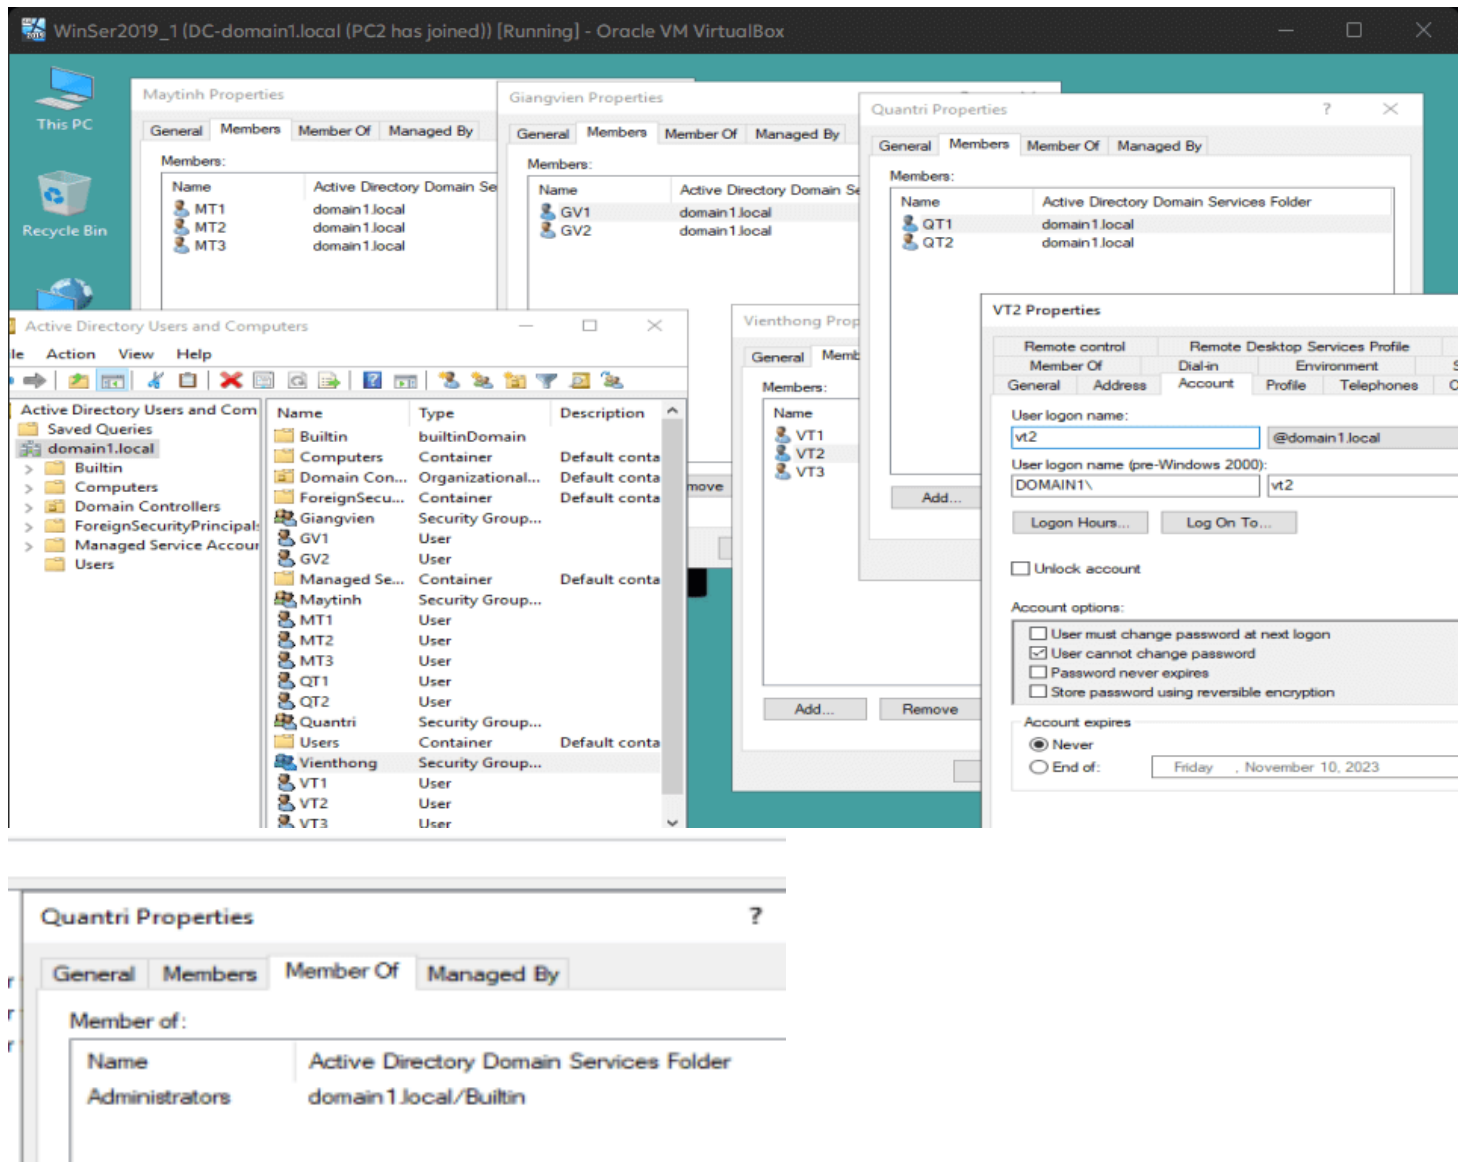 WinSer2019_1 (DC-domain1.local (PC2 has joined)) [Running] - Oracle VM VirtualBox
This PC
Recycle Bin
Maytinh Properties
General Members Member Of Managed By
Members:
Name Active Directory Domain Se
MT1 domain1.local
MT2 domain1.local
MT3 domain1.local
Giangvien Properties
General Members Member Of Managed By
Members:
Name Active Directory Domain Se
GV1 domain1.local
GV2 domain1.local
move
Quantri Properties ?
General Members Member Of Managed By
Members:
Name Active Directory Domain Services Folder
QT1 domain1.local
QT2 domain1.local
Add...
Active Directory Users and Computers
le Action View Help
Active Directory Users and Com
Saved Queries
domain1.local
Builtin
Computers
Domain Controllers
ForeignSecurityPrincipals
Managed Service Accour
Users
Name Type Description
Builtin builtinDomain
Computers Container Default conta
Domain Con... Organizational... Default conta
ForeignSecu... Container Default conta
Giangvien Security Group...
GV1 User
GV2 User
Managed Se... Container Default conta
Maytinh Security Group...
MT1 User
MT2 User
MT3 User
QT1 User
QT2 User
Quantri Security Group...
Users Container Default conta
Vienthong Security Group...
VT1 User
VT2 User
VT3 User
Vienthong Prop
General Memb
Members:
Name
VT1
VT2
VT3
Add... Remove
VT2 Properties
Remote control Remote Desktop Services Profile
Member Of Dial-in Environment S
General Address Account Profile Telephones O
User logon name:
vt2 @domain1.local
User logon name (pre-Windows 2000):
DOMAIN1\ vt2
Logon Hours... Log On To...
Unlock account
Account options:
User must change password at next logon
User cannot change password
Password never expires
Store password using reversible encryption
Account expires
Never
End of: Friday , November 10, 2023
Quantri Properties ?
General Members Member Of Managed By
Member of:
Name Active Directory Domain Services Folder
Administrators domain1.local/Builtin